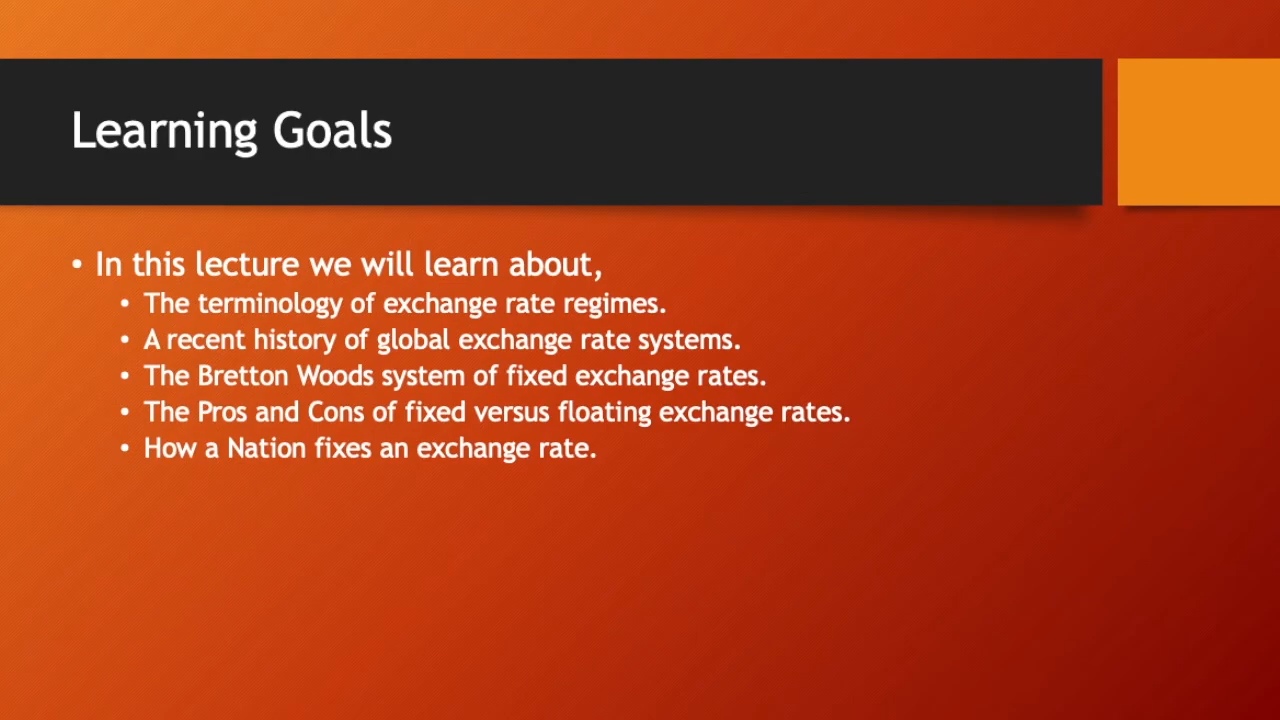 Learning Goals
• In this lecture we will learn about,
• The terminology of exchange rate regimes.
• A recent history of global exchange rate systems.
• The Bretton Woods system of fixed exchange rates.
• The Pros and Cons of fixed versus floating exchange rates.
• How a Nation fixes an exchange rate.